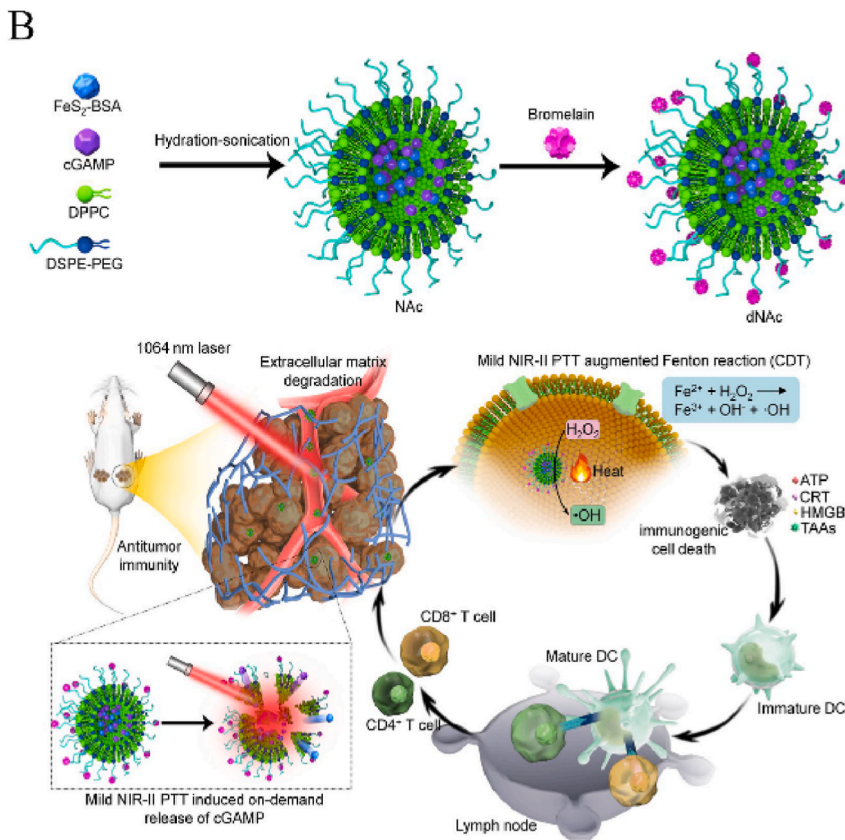 B
FeS₂-BSA
cGAMP
DPPC
DSPE-PEG
Hydration-sonication
NAc
Bromelain
dNAc
1064 nm laser
Extracellular matrix
degradation
Antitumor
immunity
Mild NIR-II PTT augmented Fenton reaction (CDT)
Fe²⁺ + H₂O₂ ⟶
Fe³⁺ + OH⁻ + ·OH
H₂O₂
Heat
•OH
immunogenic
cell death
ATP
CRT
HMGB
TAAs
CD8⁺ T cell
CD4⁺ T cell
Mature DC
Immature DC
Lymph node
Mild NIR-II PTT induced on-demand
release of cGAMP